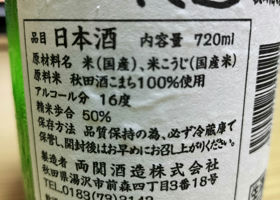 品目 日本酒 内容量 720ml
原材料名 米(国産)、米こうじ(国産米)
原料米 秋田酒こまち100%使用
アルコール分 16度
精米歩合 50%
保存方法 品質保持の為、必ず冷蔵庫で
保管し、開封後はお早めにお召し上がりください。
製造者 両関酒造株式会社
秋田県湯沢市前森四丁目3番18号
TEL.0183(73)3143